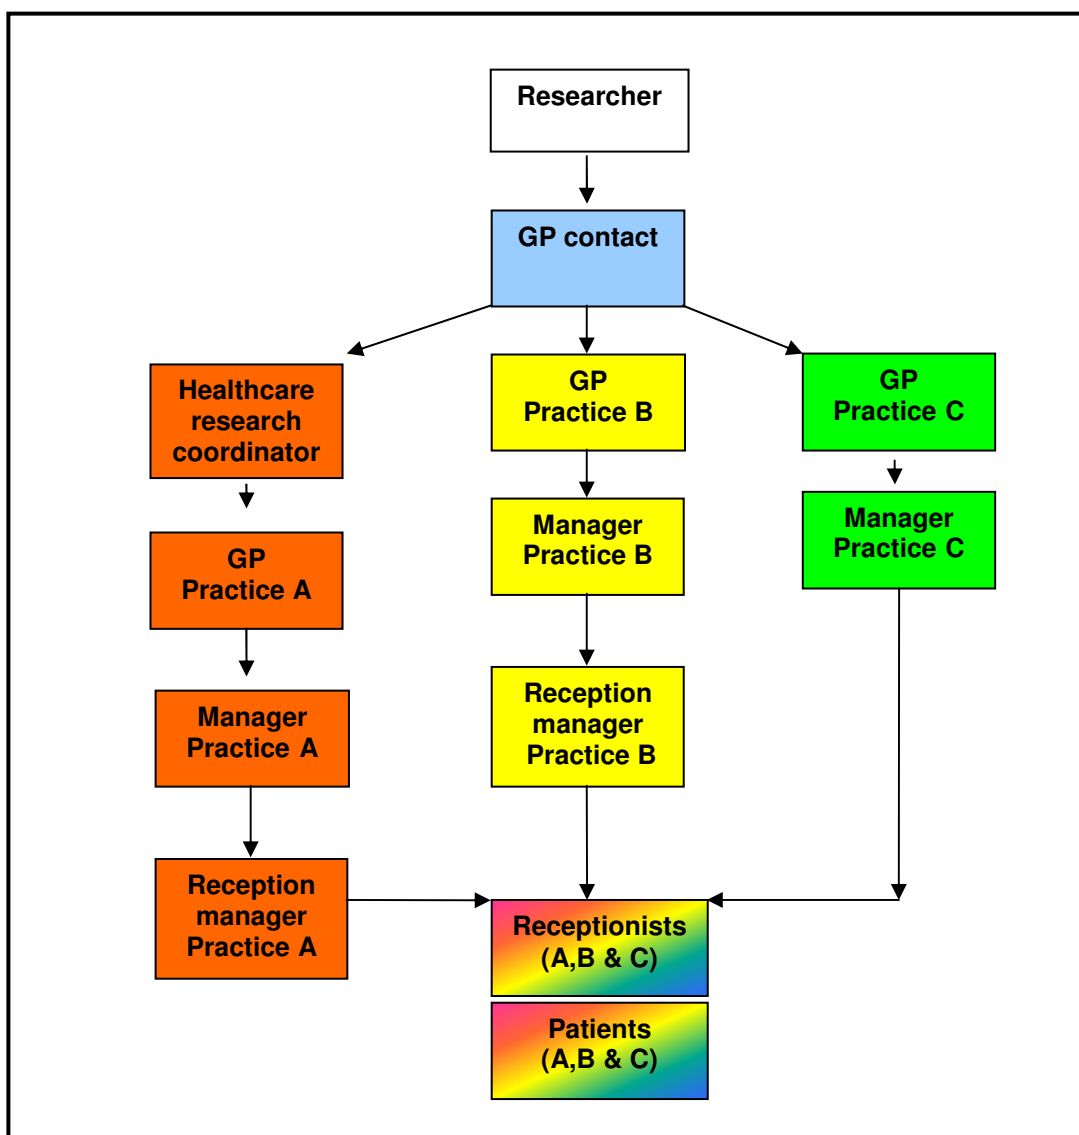 Researcher
GP contact
Healthcare
research
coordinator
GP
Practice A
Manager
Practice A
Reception
manager
Practice A
GP
Practice B
Manager
Practice B
Reception
manager
Practice B
GP
Practice C
Manager
Practice C
Receptionists
(A,B & C)
Patients
(A,B & C)